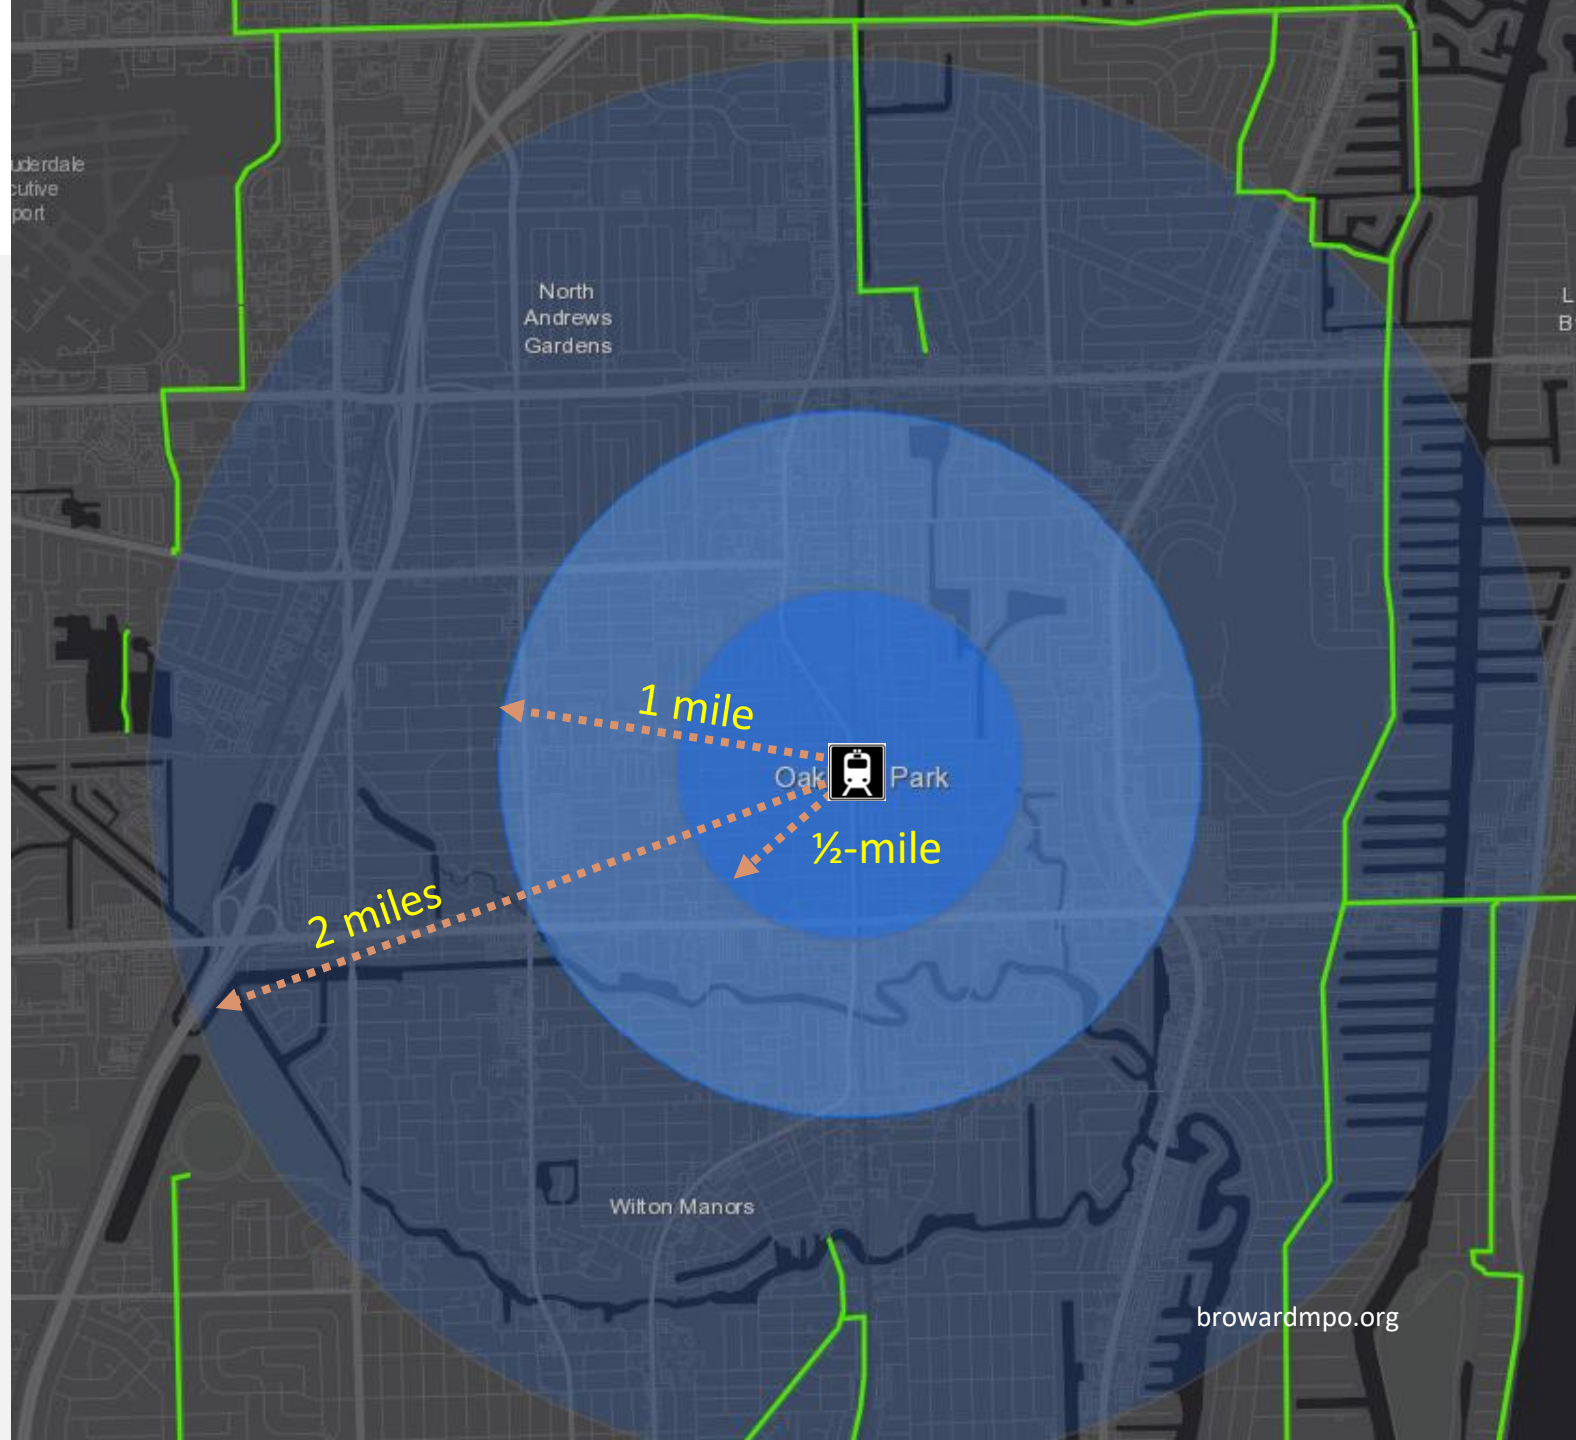 uderdale
cutive
port
North
Andrews
Gardens
L
B
1 mile
Oak Park
½-mile
2 miles
Wilton Manors
browardmpo.org